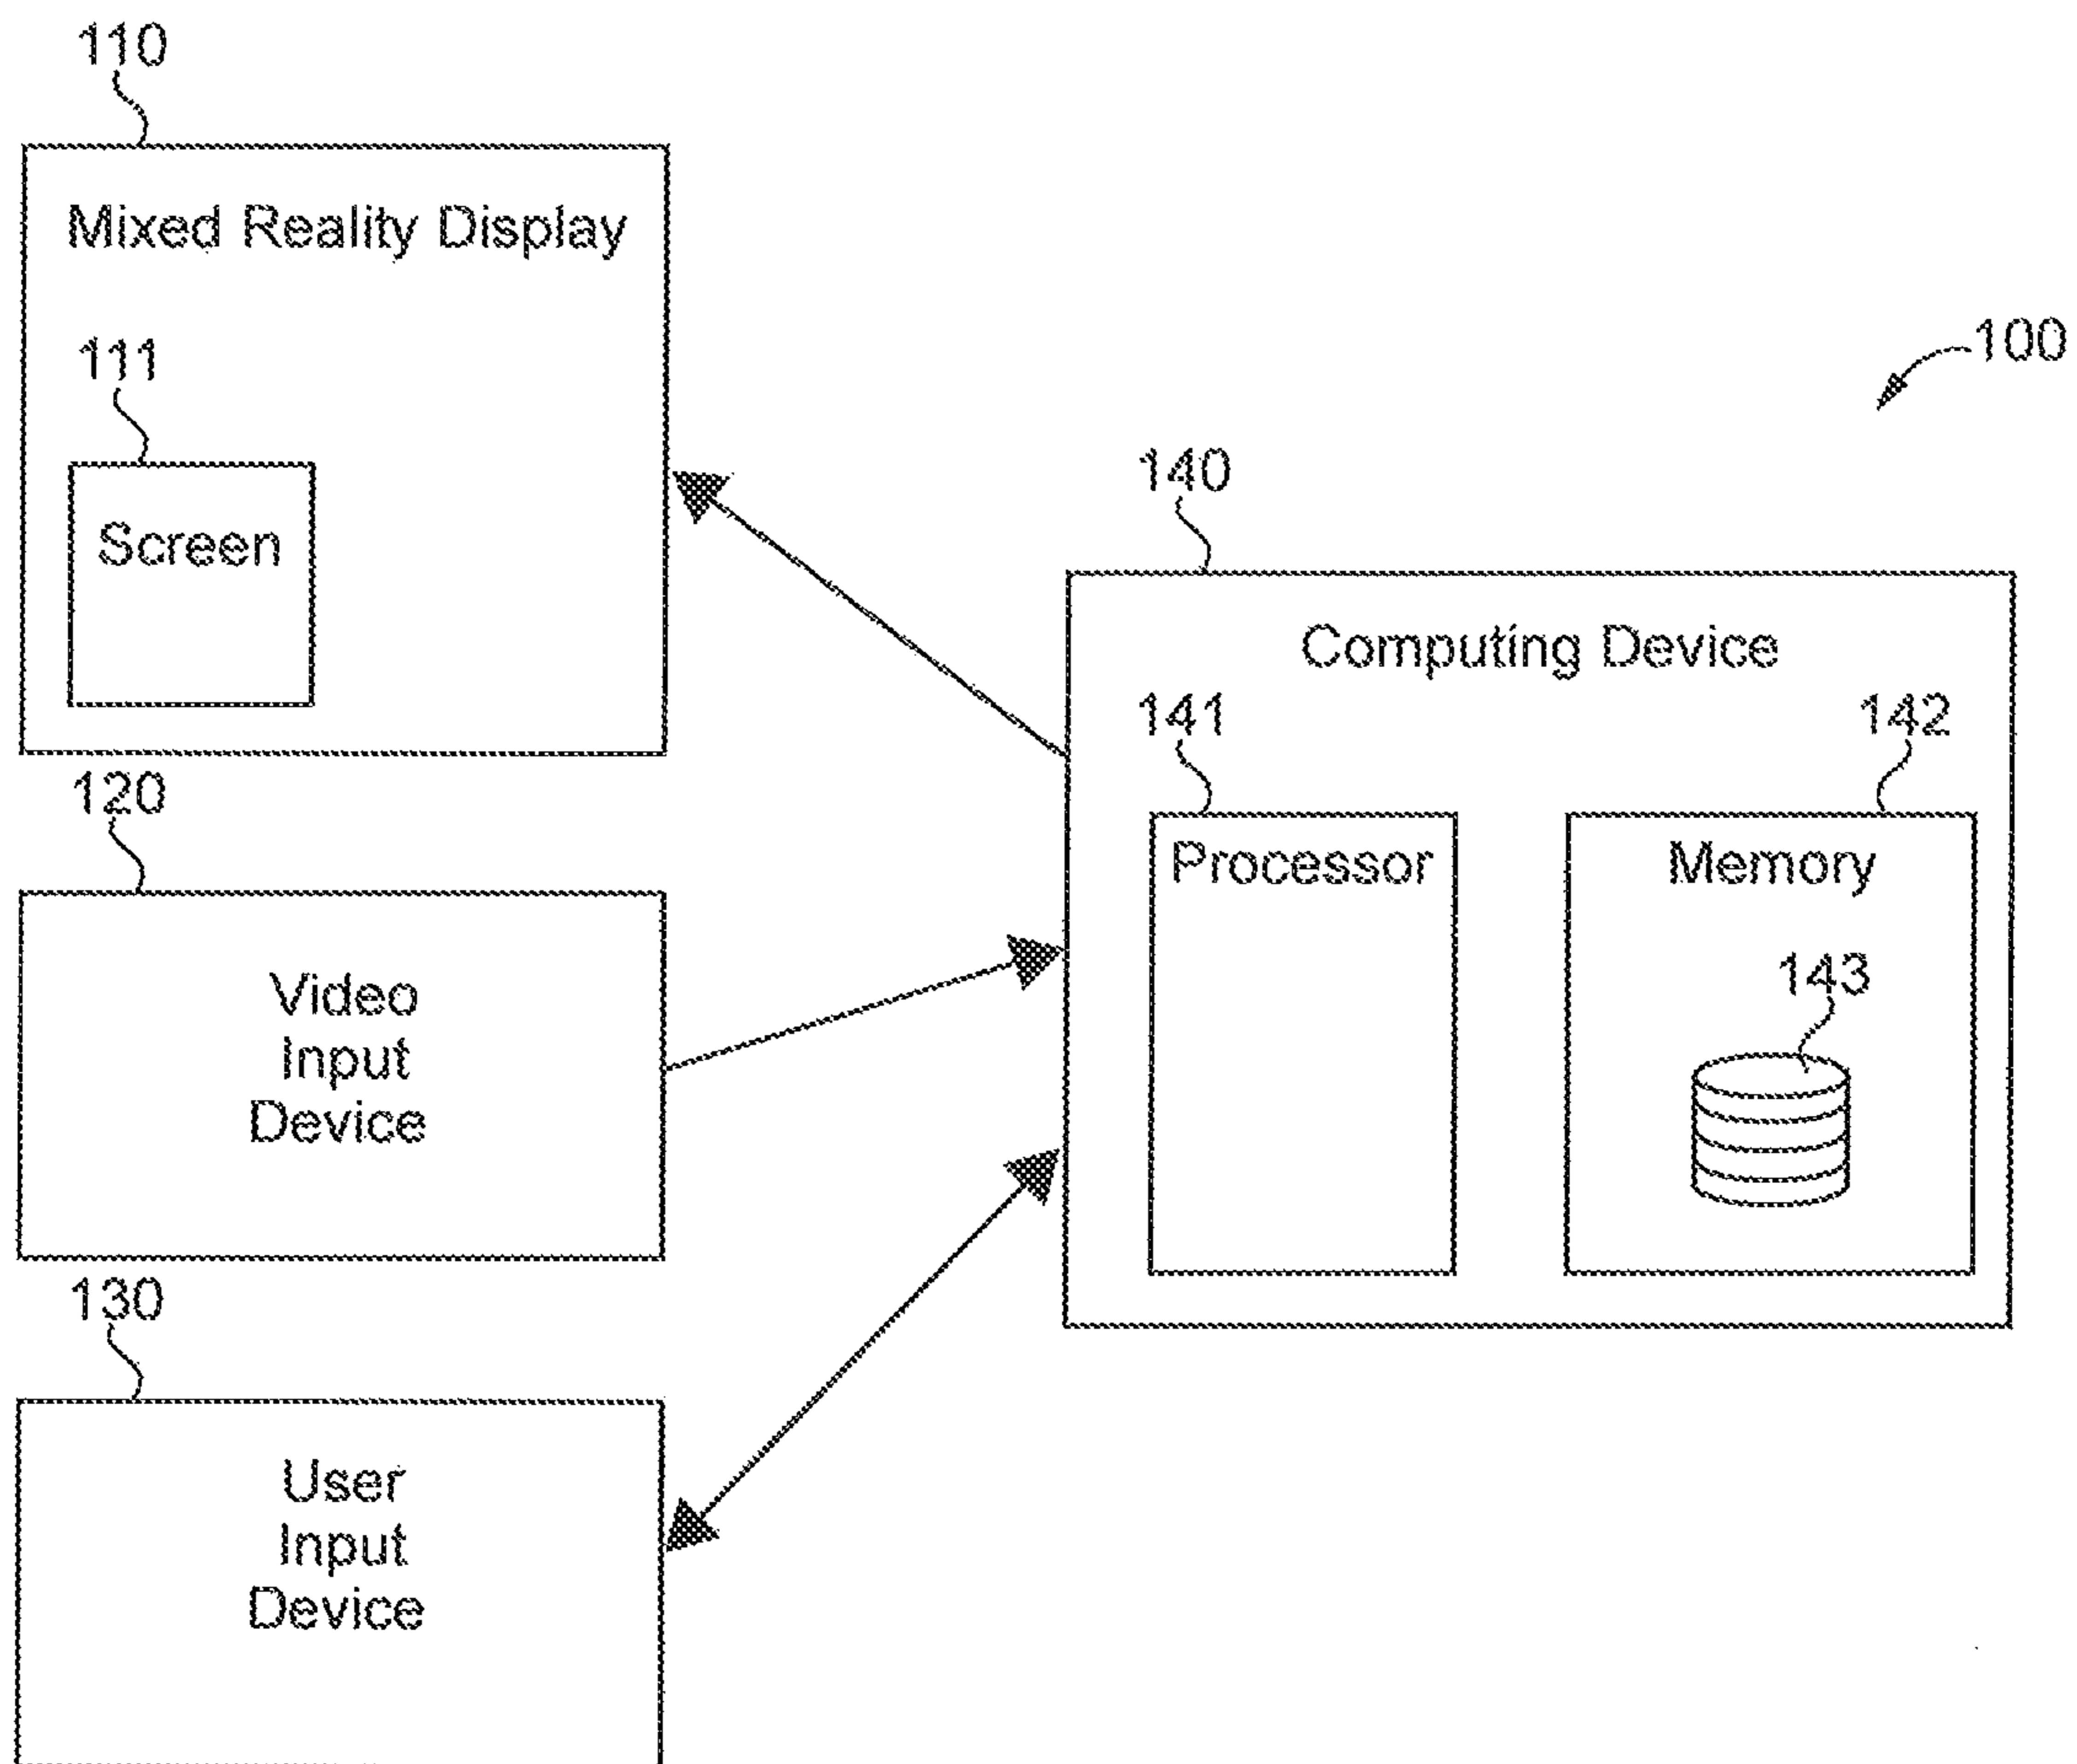 110
Mixed Reality Display
111
Screen
100
120
Video
Input
Device
130
User
Input
Device
140
Computing Device
141
Processor
142
Memory
143